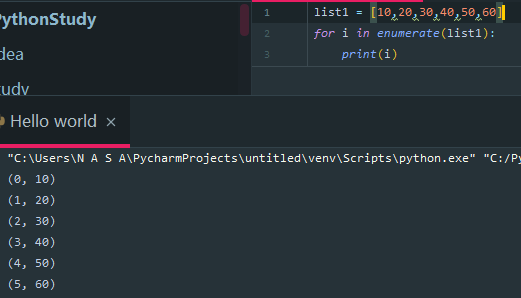 PythonStudy
dea
tudy
1 list1 = [10,20,30,40,50,60]
2 for i in enumerate(list1):
3 print(i)
Hello world ×
"C:\Users\N A S A\PycharmProjects\untitled\venv\Scripts\python.exe" "C:/Py
(0, 10)
(1, 20)
(2, 30)
(3, 40)
(4, 50)
(5, 60)